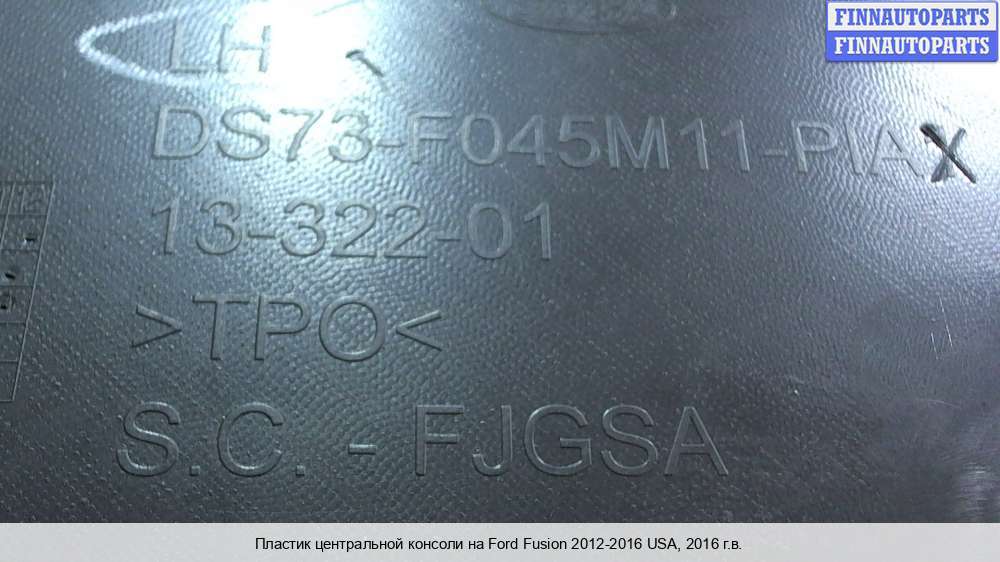 FINNAUTOPARTS
FINNAUTOPARTS
LH
DS73-F045M11-PIA
13-322-01
>TPO<
S.C. - FJGSA
Пластик центральной консоли на Ford Fusion 2012-2016 USA, 2016 г.в.